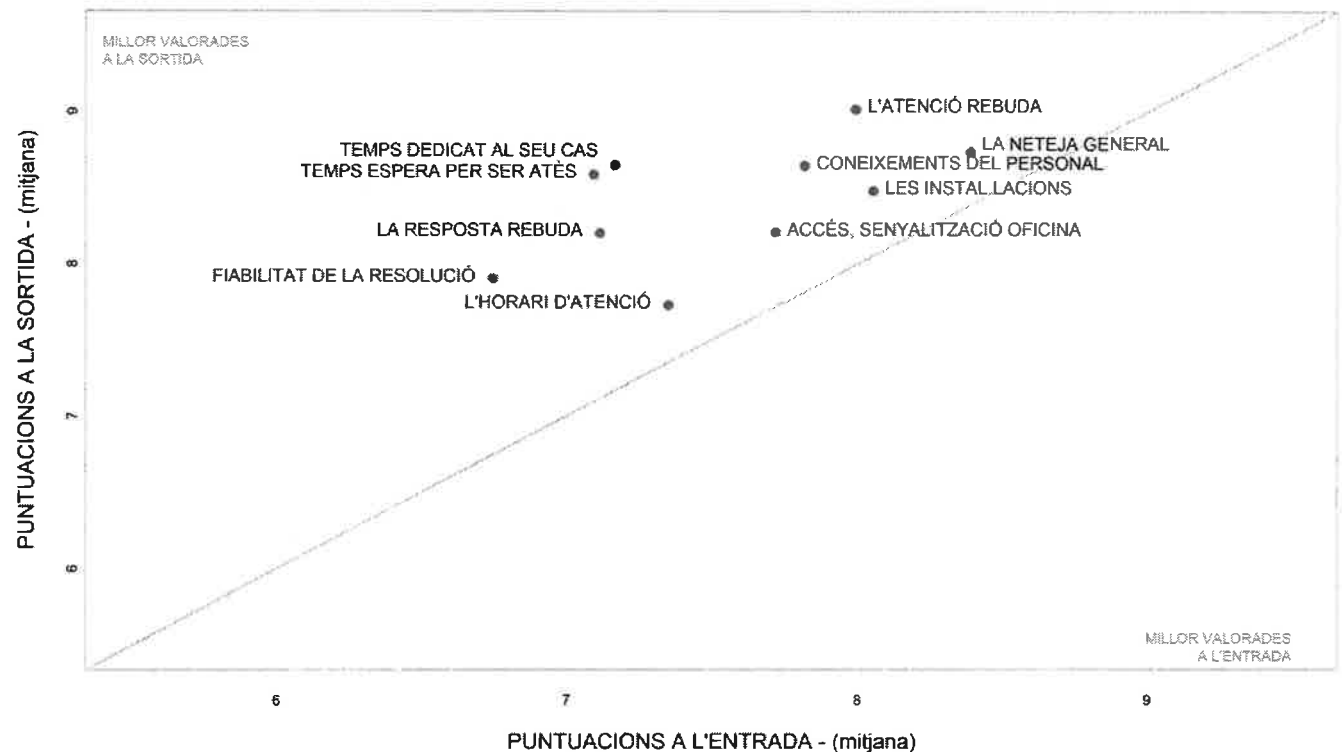 MILLOR VALORADES
A LA SORTIDA
L'ATENCIÓ REBUDA
LA NETEJA GENERAL
TEMPS DEDICAT AL SEU CAS
CONEIXEMENTS DEL PERSONAL
TEMPS ESPERA PER SER ATÈS
LES INSTAL.LACIONS
LA RESPOSTA REBUDA
ACCÉS, SENYALITZACIÓ OFICINA
FIABILITAT DE LA RESOLUCIÓ
L'HORARI D'ATENCIÓ
PUNTUACIONS A LA SORTIDA - (mitjana)
9
8
7
6
MILLOR VALORADES
A L'ENTRADA
6 7 8 9
PUNTUACIONS A L'ENTRADA - (mitjana)